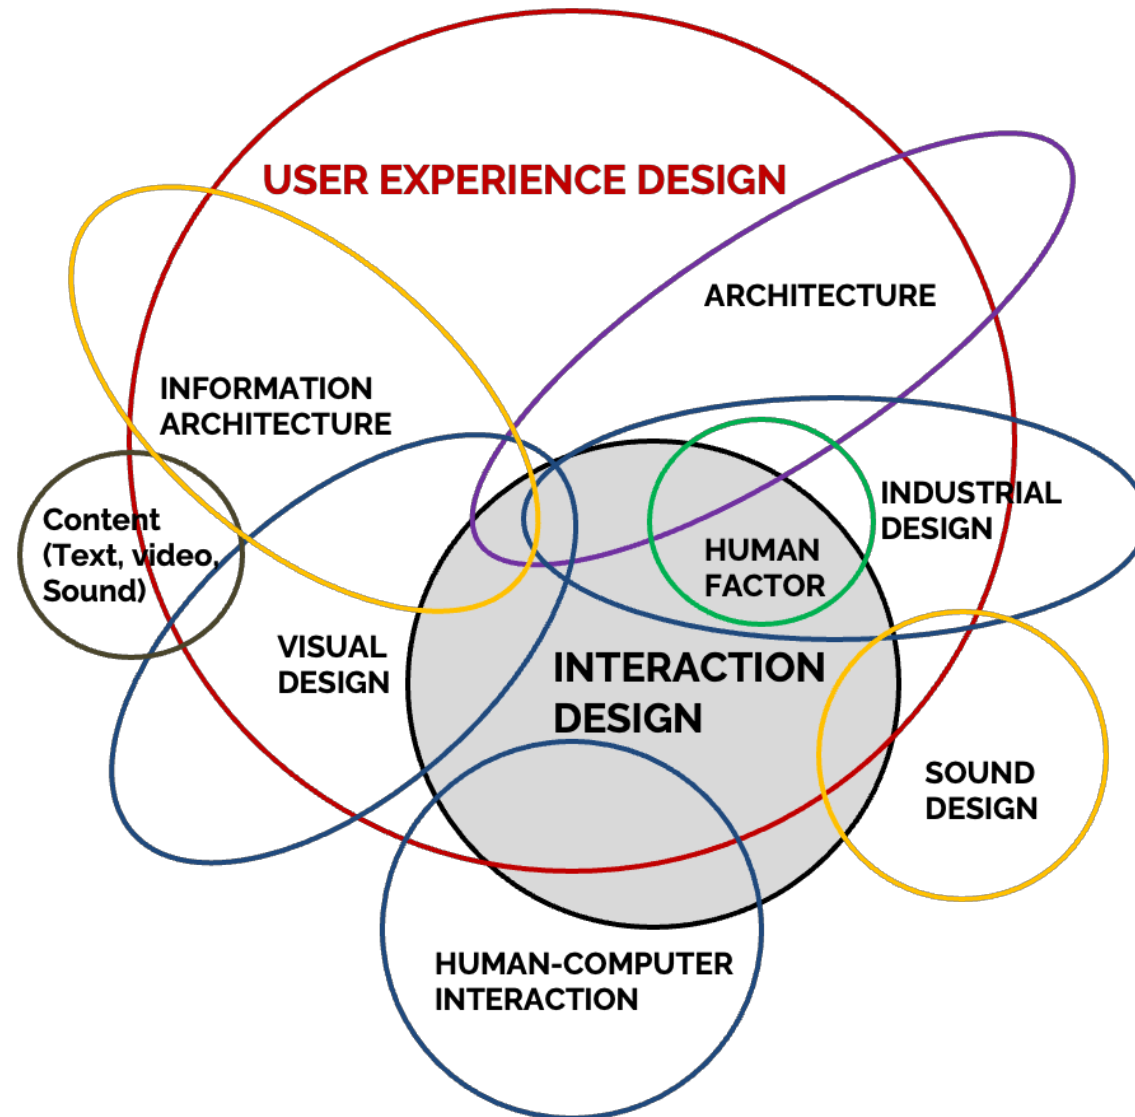 USER EXPERIENCE DESIGN
ARCHITECTURE
INFORMATION
ARCHITECTURE
INDUSTRIAL
DESIGN
Content
(Text, video,
Sound)
HUMAN
FACTOR
VISUAL
DESIGN
INTERACTION
DESIGN
SOUND
DESIGN
HUMAN-COMPUTER
INTERACTION